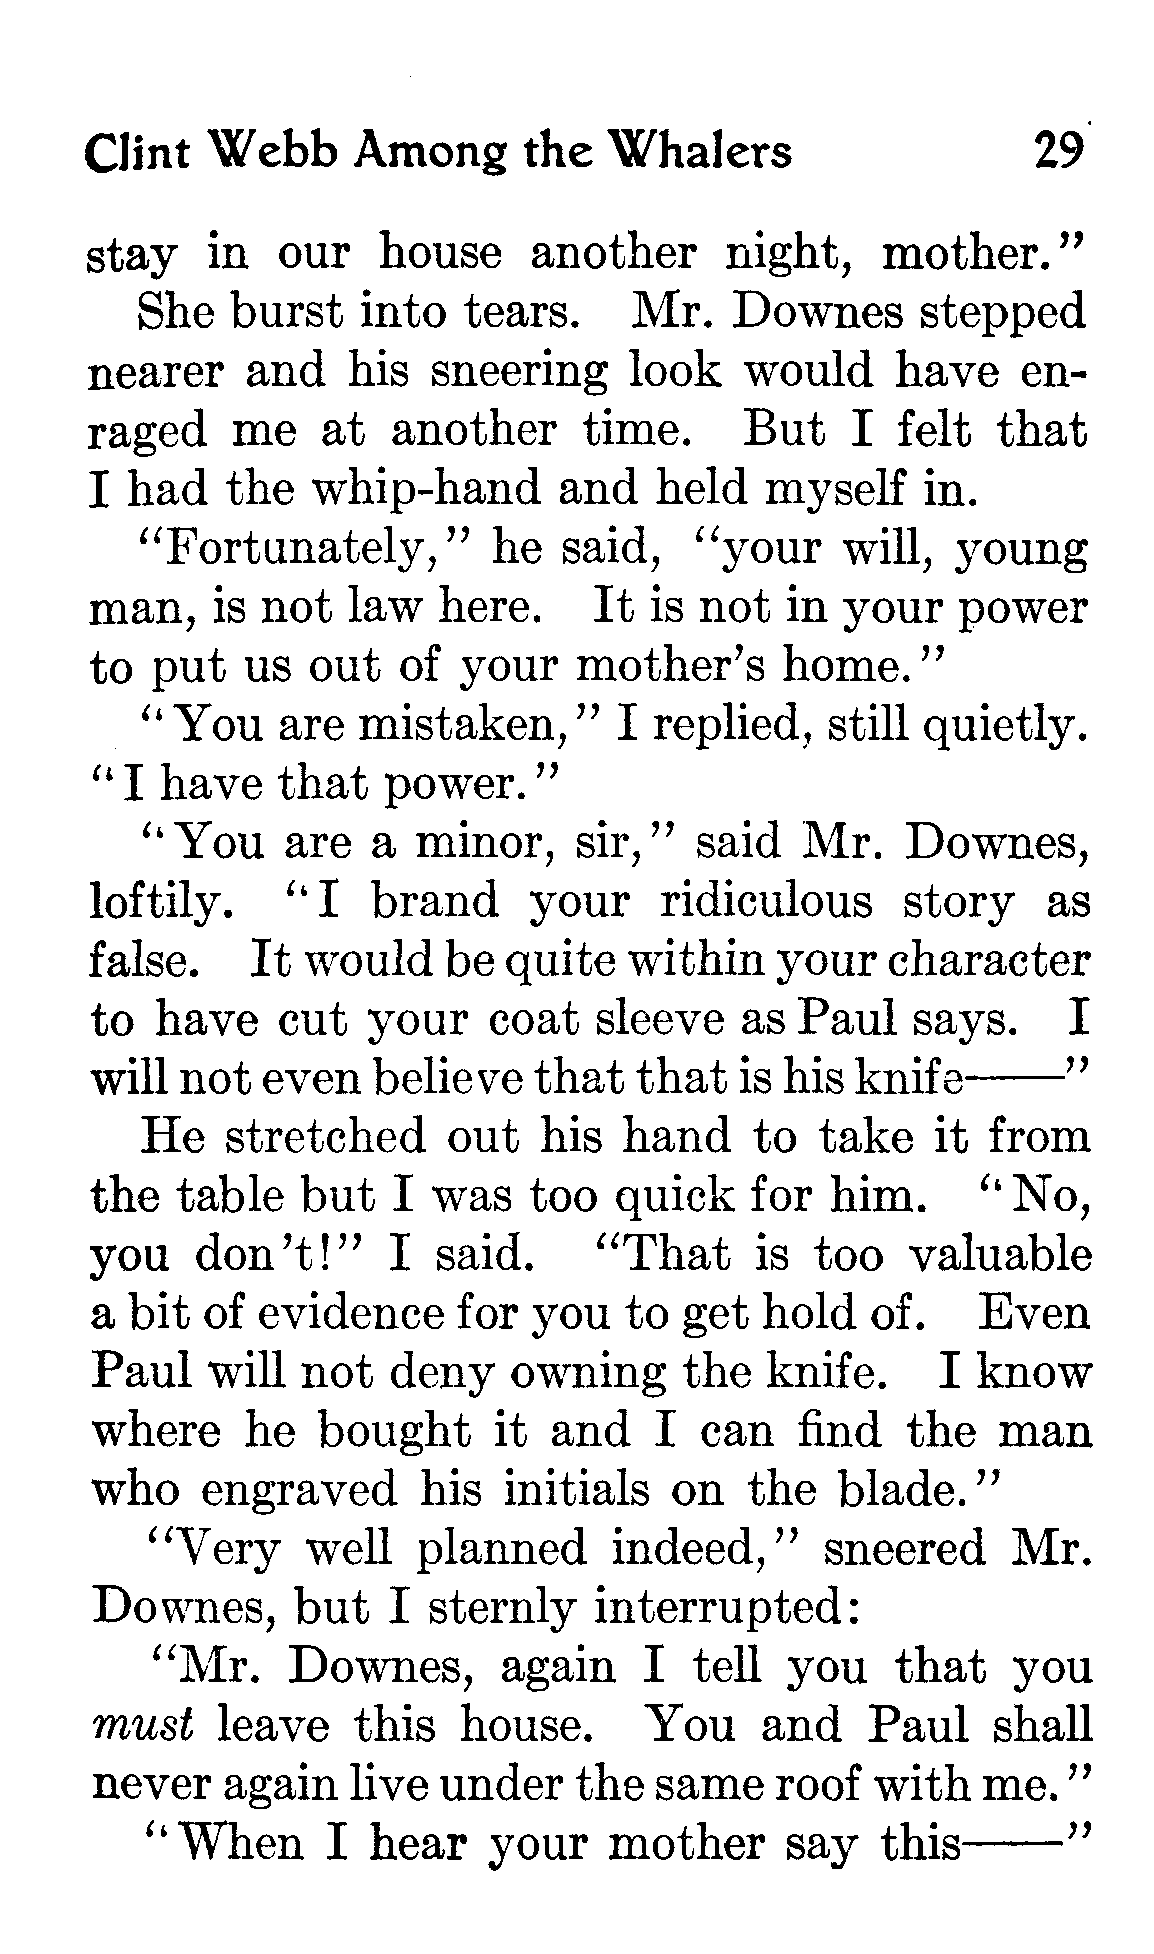 Clint Webb Among the Whalers 29
stay in our house another night, mother."
She burst into tears. Mr. Downes stepped
nearer and his sneering look would have en-
raged me at another time. But I felt that
I had the whip-hand and held myself in.
"Fortunately," he said, "your will, young
man, is not law here. It is not in your power
to put us out of your mother's home."
"You are mistaken," I replied, still quietly.
"I have that power."
"You are a minor, sir," said Mr. Downes,
loftily. "I brand your ridiculous story as
false. It would be quite within your character
to have cut your coat sleeve as Paul says. I
will not even believe that that is his knife——"
He stretched out his hand to take it from
the table but I was too quick for him. "No,
you don't!" I said. "That is too valuable
a bit of evidence for you to get hold of. Even
Paul will not deny owning the knife. I know
where he bought it and I can find the man
who engraved his initials on the blade."
"Very well planned indeed," sneered Mr.
Downes, but I sternly interrupted:
"Mr. Downes, again I tell you that you
must leave this house. You and Paul shall
never again live under the same roof with me."
"When I hear your mother say this——"